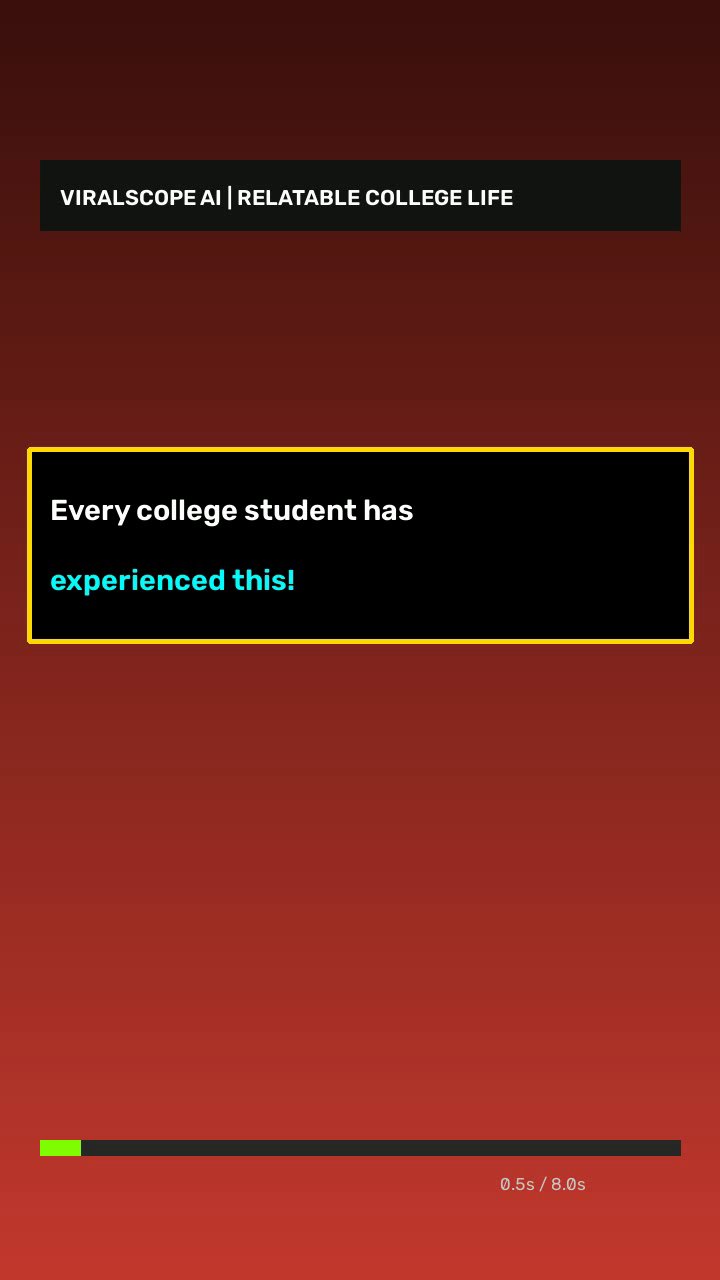 VIRALSCOPE AI | RELATABLE COLLEGE LIFE
Every college student has
experienced this!
0.5s / 8.0s